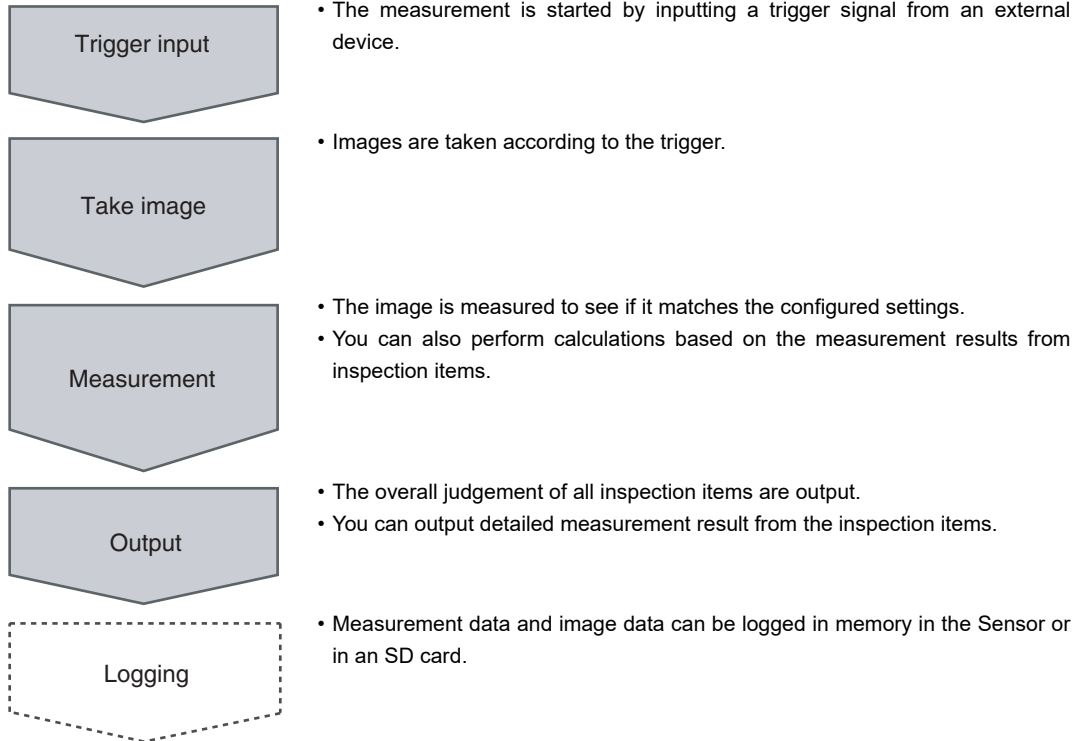 Trigger input
• The measurement is started by inputting a trigger signal from an external
device.
Take image
• Images are taken according to the trigger.
Measurement
• The image is measured to see if it matches the configured settings.
• You can also perform calculations based on the measurement results from
inspection items.
Output
• The overall judgement of all inspection items are output.
• You can output detailed measurement result from the inspection items.
Logging
• Measurement data and image data can be logged in memory in the Sensor or
in an SD card.